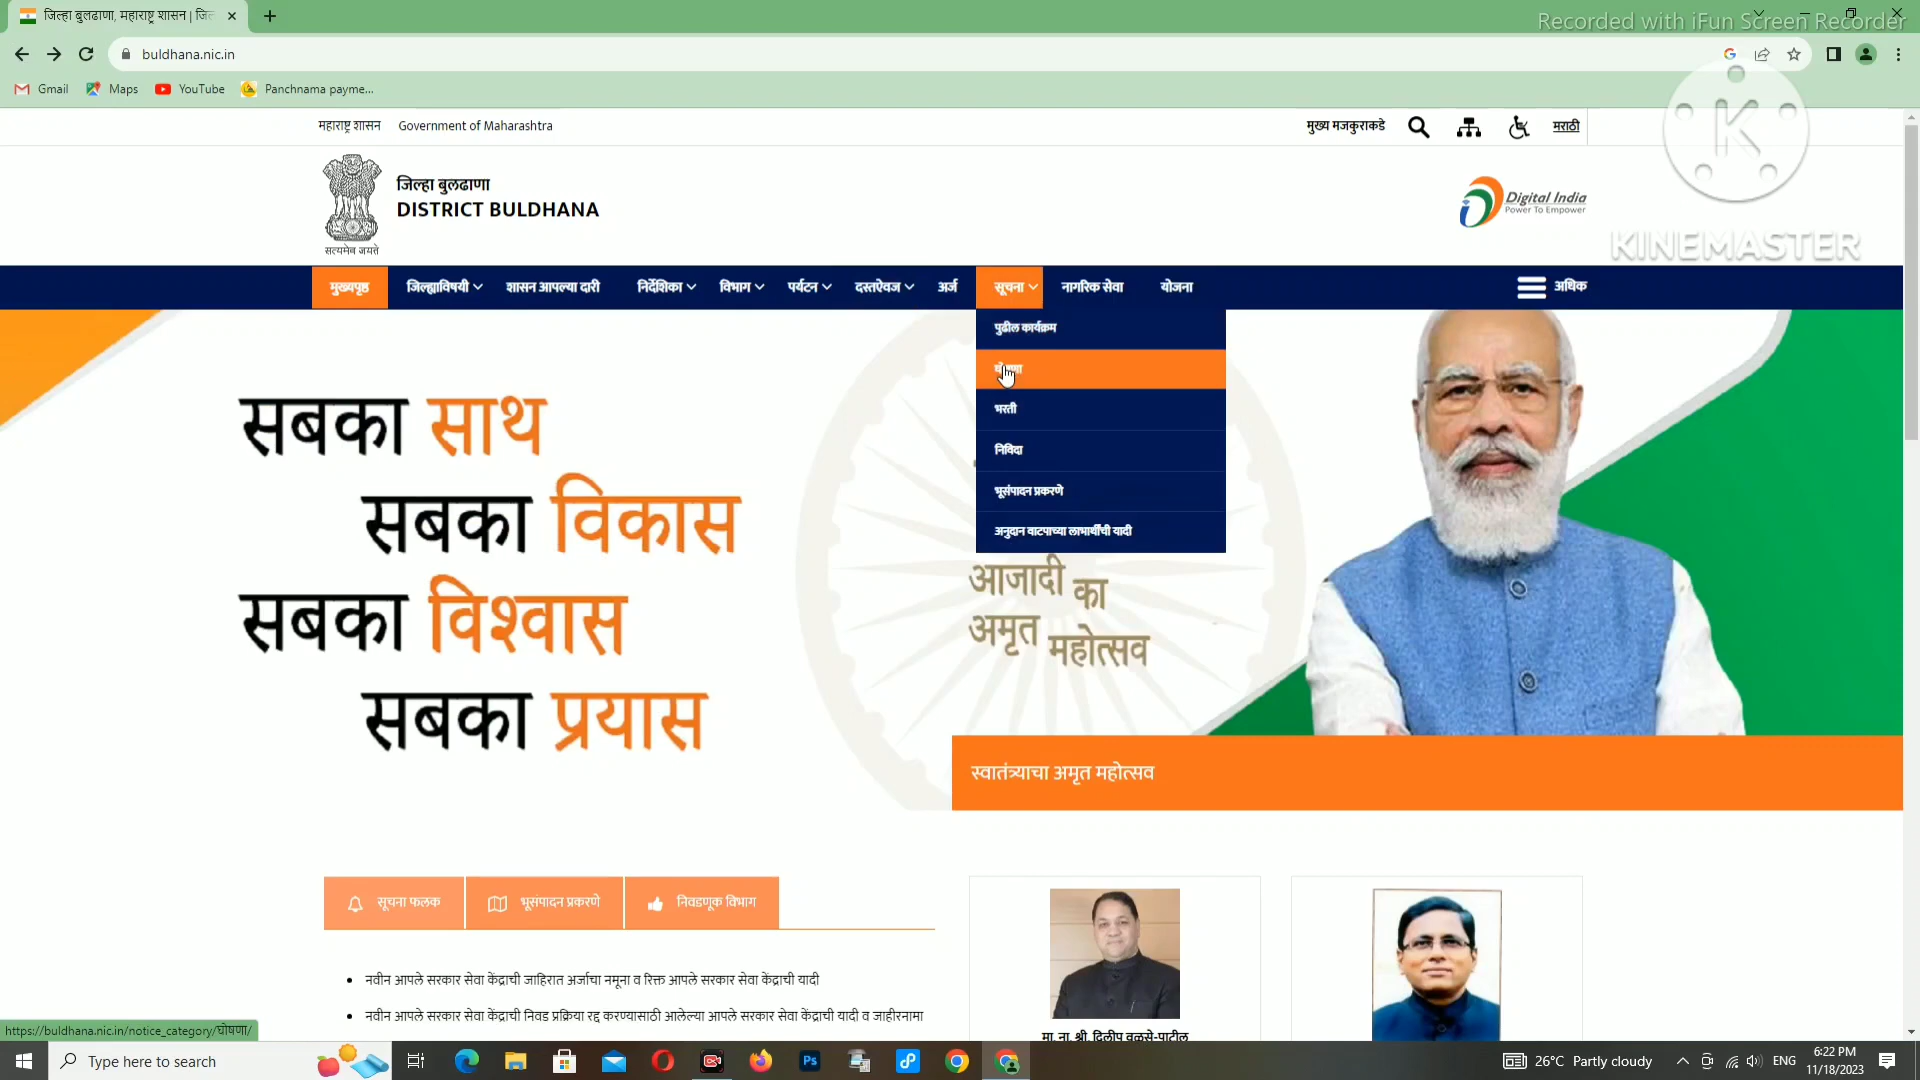 जिल्हा बुलढाणा, महाराष्ट्र शासन | जि
Recorded with iFun Screen Recorder
buldhana.nic.in
Gmail Maps YouTube Panchnama payme...
महाराष्ट्र शासन Government of Maharashtra मुख्य मजकुराकडे मराठी
जिल्हा बुलढाणा
DISTRICT BULDHANA
सत्यमेव जयते
Digital India
Power To Empower
K
KINEMASTER
मुख्यपृष्ठ जिल्ह्याविषयी शासन आपल्या दारी निर्देशिका विभाग पर्यटन दस्तऐवज अर्ज सूचना नागरिक सेवा योजना अधिक
पुढील कार्यक्रम
भरती
निविदा
भूसंपादन प्रकरणे
अनुदान वाटपाच्या लाभार्थींची यादी
सबका साथ
सबका विकास
सबका विश्वास
सबका प्रयास
आजादी का
अमृत महोत्सव
स्वातंत्र्याचा अमृत महोत्सव
सूचना फलक भूसंपादन प्रकरणे निवडणूक विभाग
नवीन आपले सरकार सेवा केंद्राची जाहिरात अर्जाचा नमूना व रिक्त आपले सरकार सेवा केंद्राची यादी
नवीन आपले सरकार सेवा केंद्राची निवड प्रक्रिया रद्द करण्यासाठी आलेल्या आपले सरकार सेवा केंद्राची यादी व जाहीरनामा
मा. ना. श्री. दिलीप वळसे-पाटील
https://buldhana.nic.in/notice_category/घोषणा/
Type here to search
Ps
26°C Partly cloudy
ENG
6:22 PM
11/18/2023